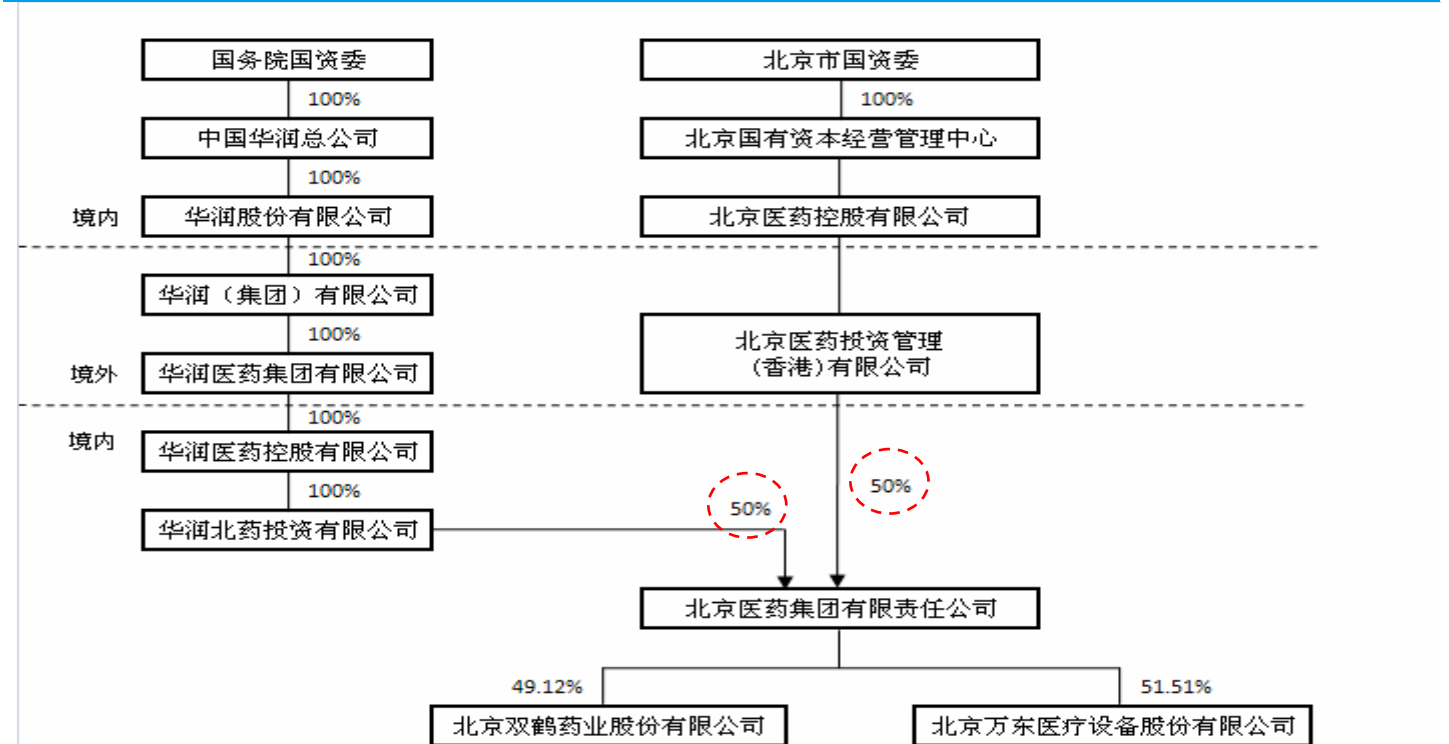 国务院国资委
北京市国资委
100%
100%
中国华润总公司
北京国有资本经营管理中心
100%
境内
华润股份有限公司
北京医药控股有限公司
100%
华润（集团）有限公司
100%
北京医药投资管理
(香港)有限公司
境外
华润医药集团有限公司
100%
境内
华润医药控股有限公司
100%
50%
50%
华润北药投资有限公司
北京医药集团有限责任公司
49.12%
51.51%
北京双鹤药业股份有限公司
北京万东医疗设备股份有限公司